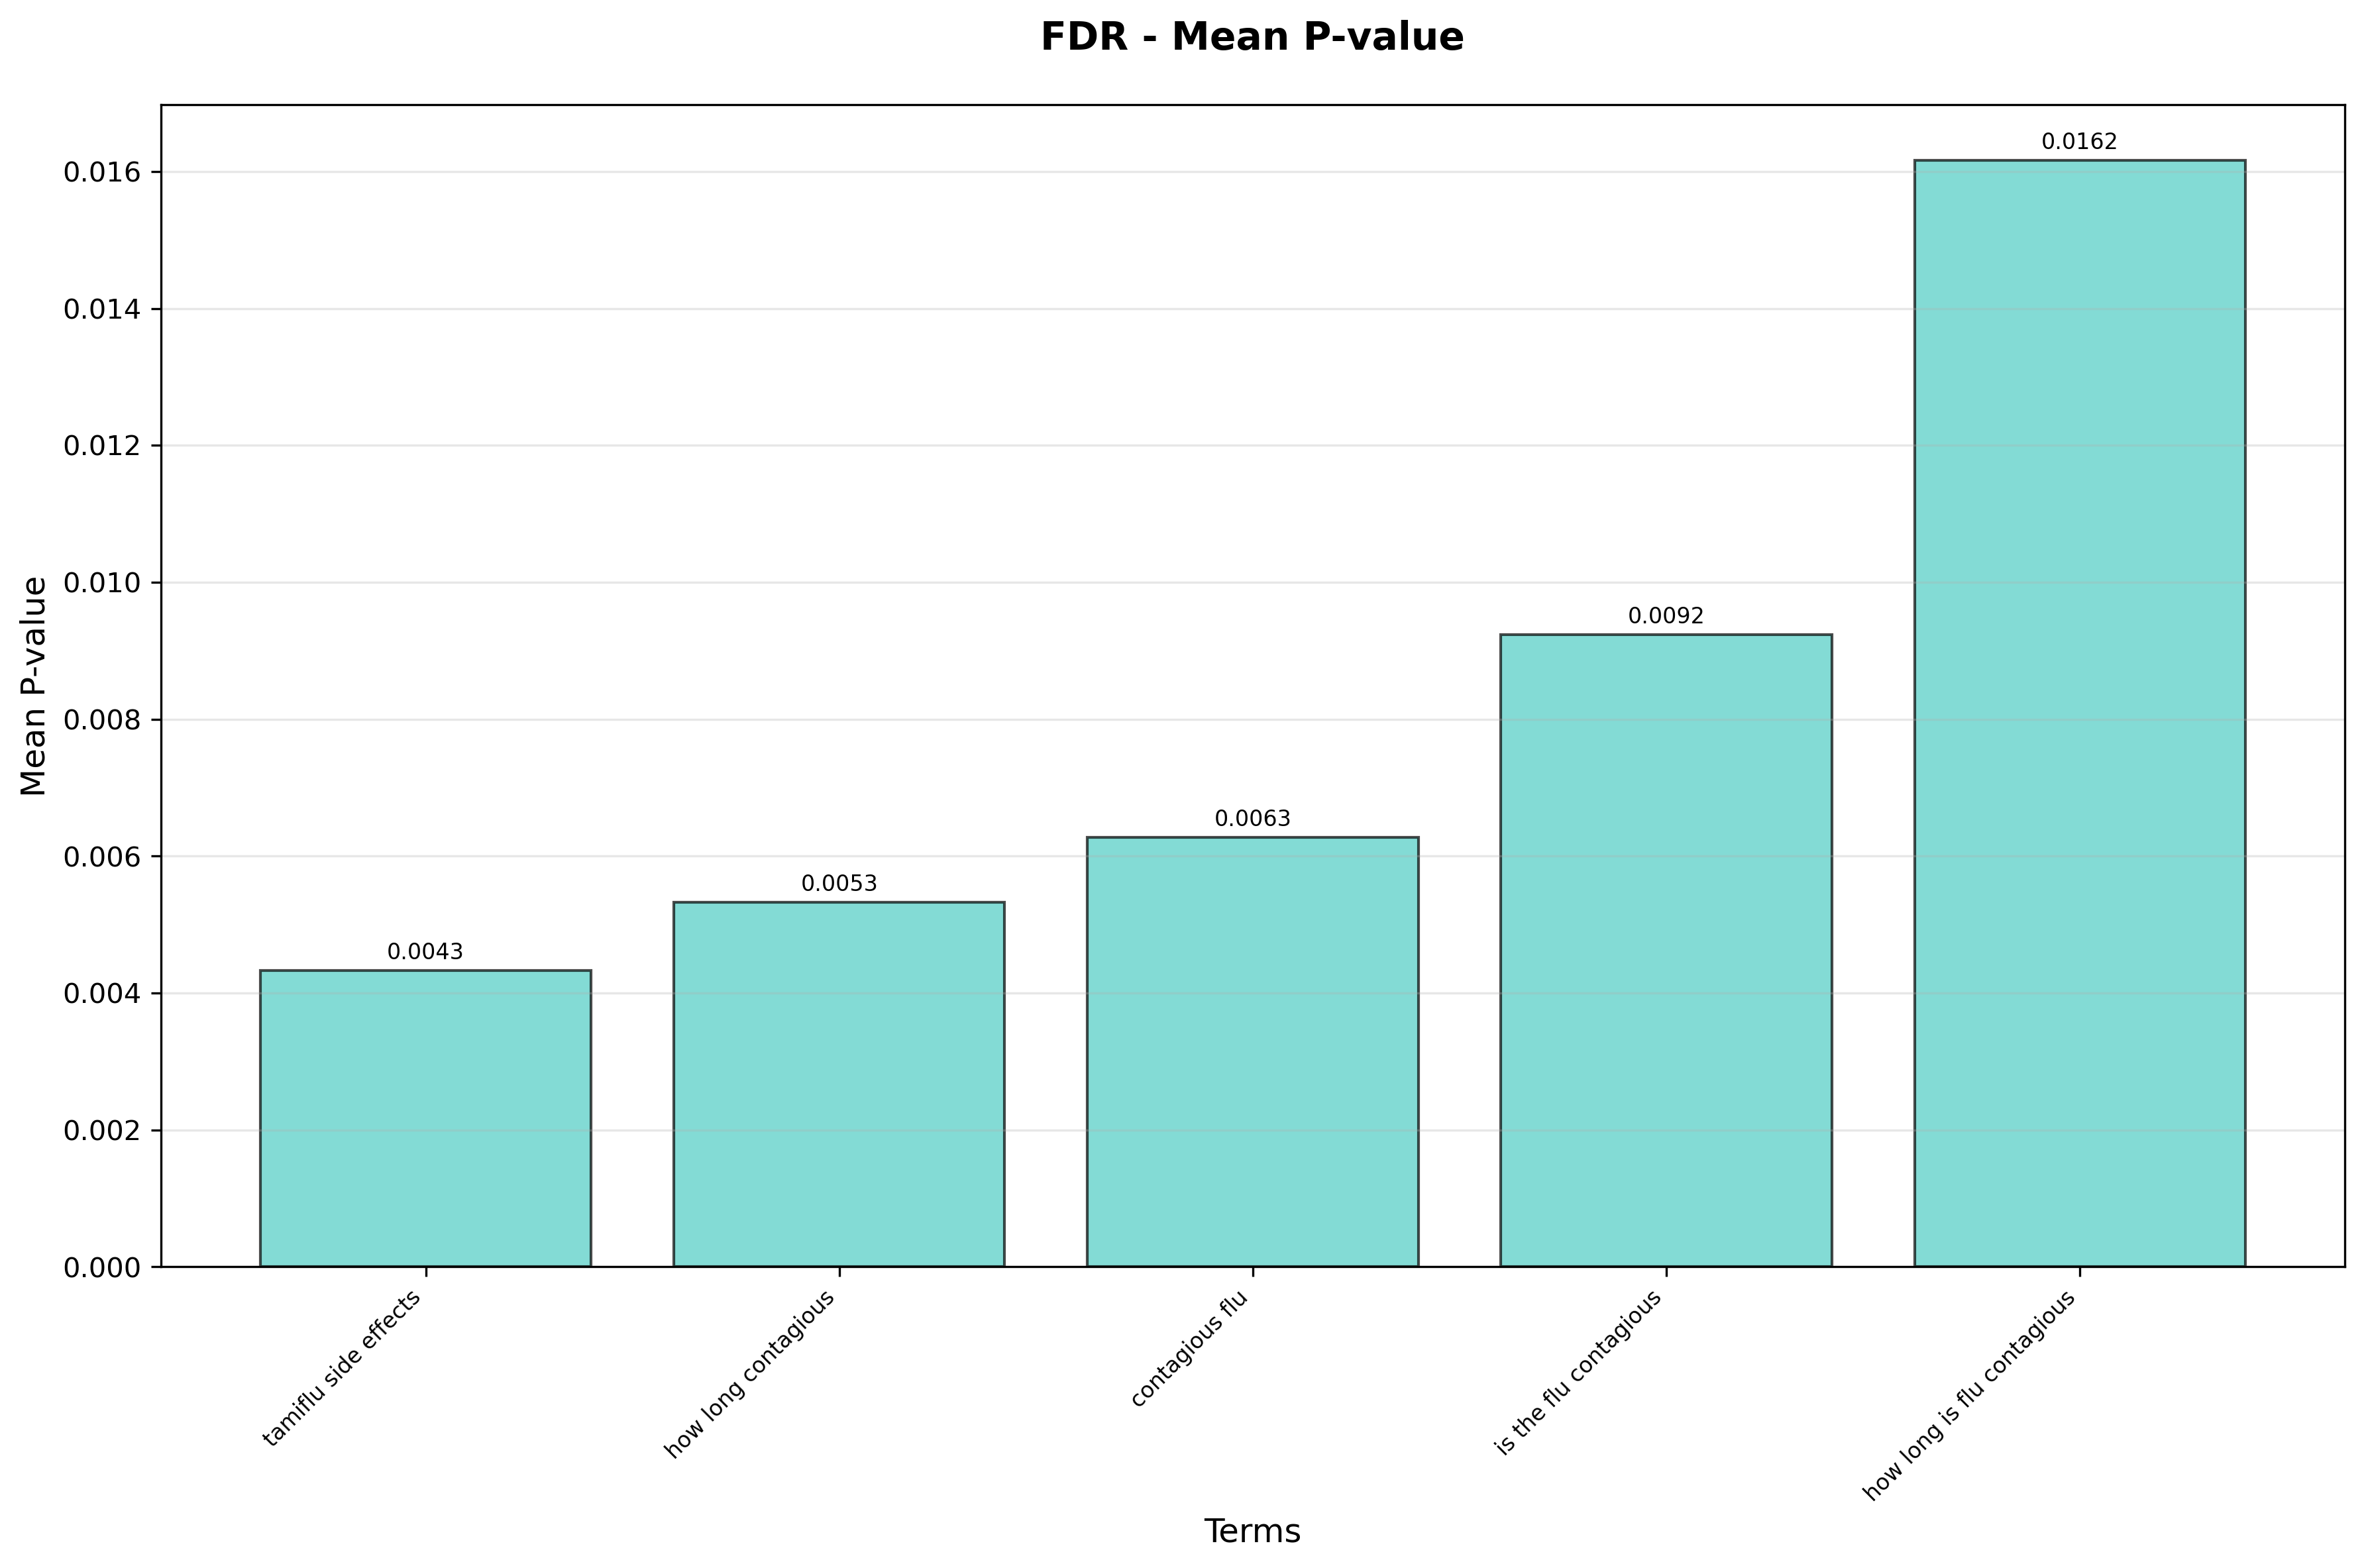 FDR - Mean P-value
Mean P-value
0.016
0.014
0.012
0.010
0.008
0.006
0.004
0.002
0.000
0.0043
0.0053
0.0063
0.0092
0.0162
tamiflu side effects
how long contagious
contagious flu
is the flu contagious
how long is flu contagious
Terms